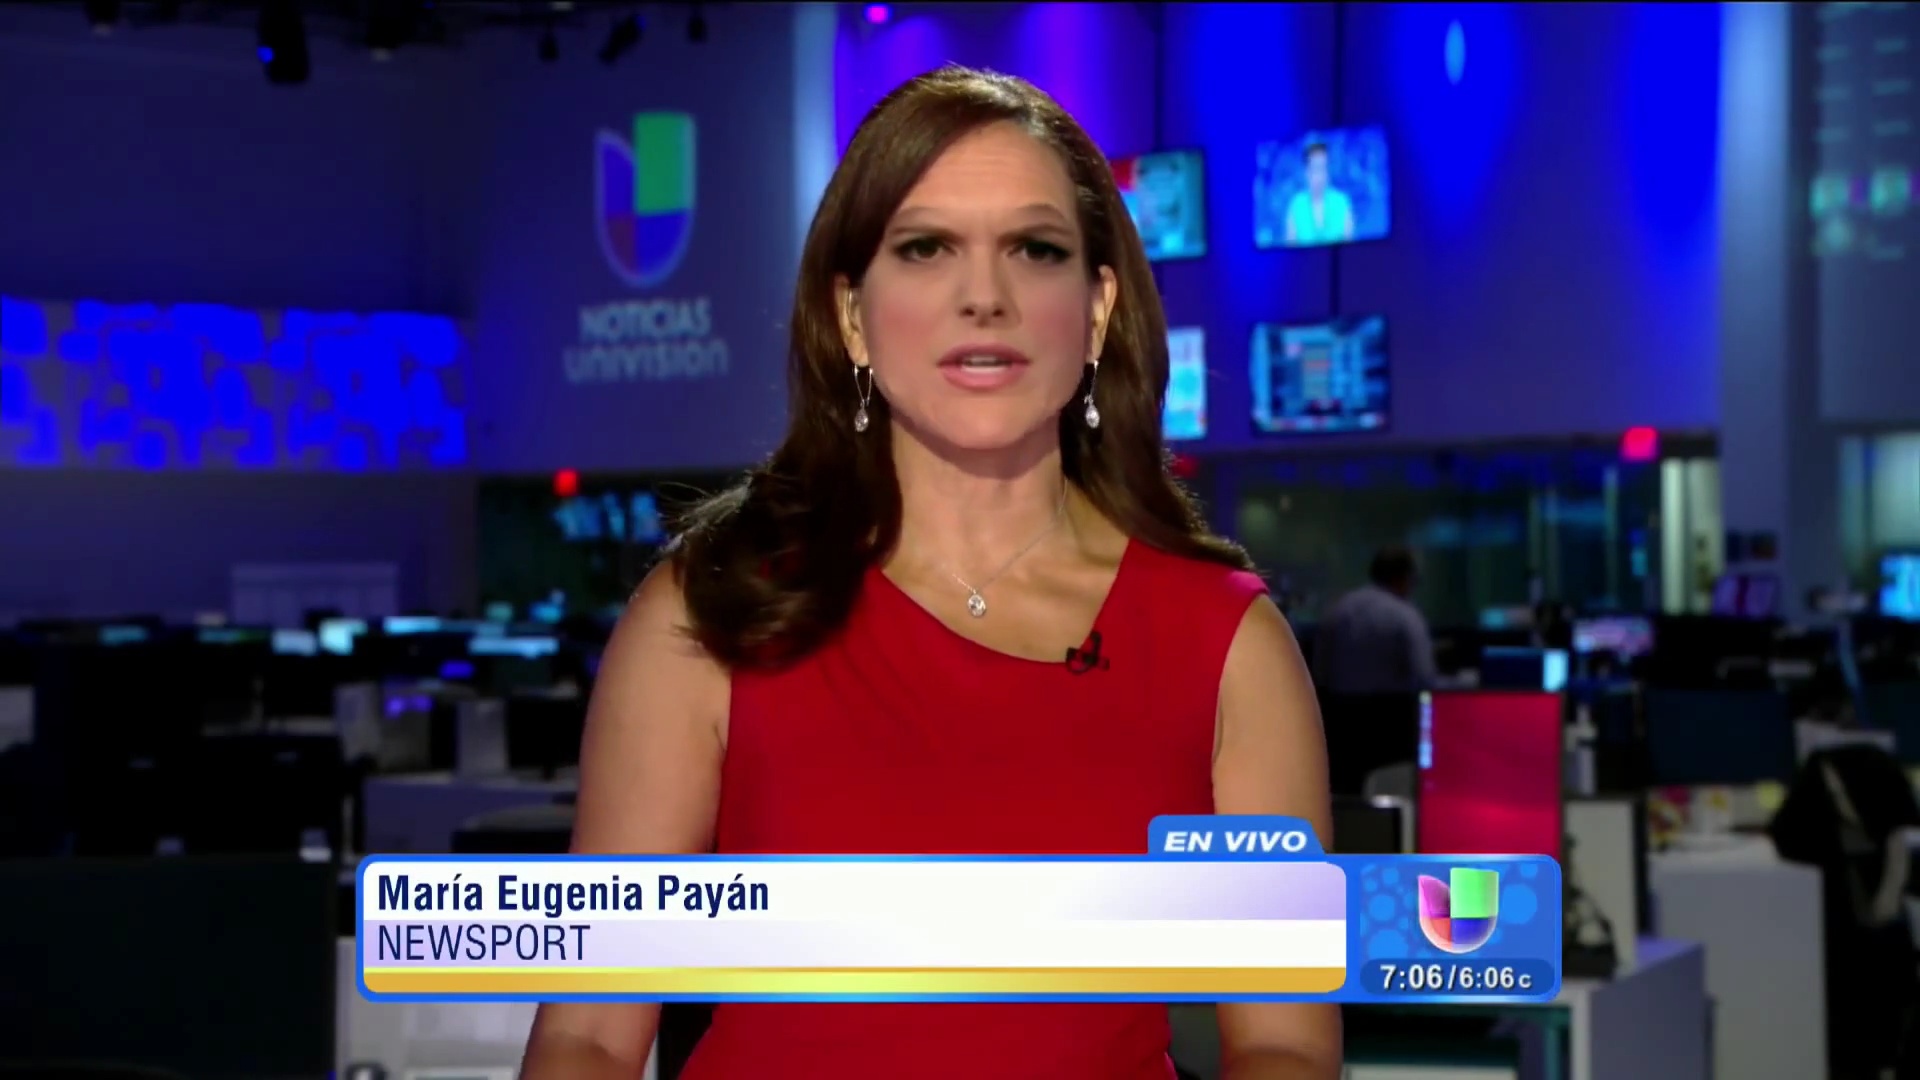 NOTICIAS
UNIVISION
EN VIVO
María Eugenia Payán
NEWSPORT
7:06/6:06c